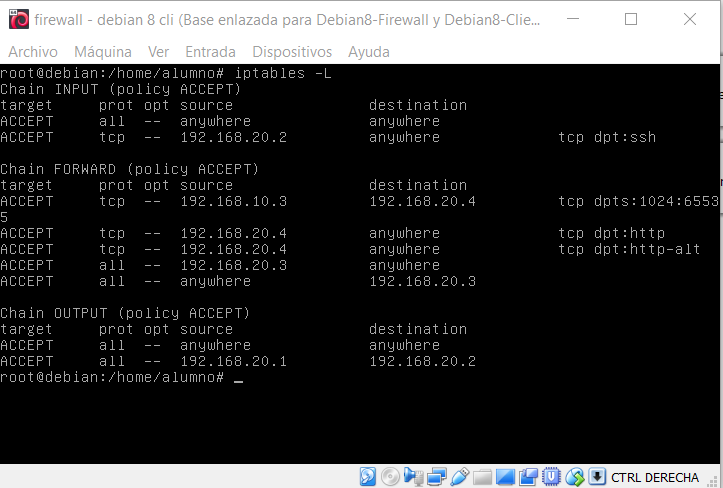 firewall - debian 8 cli (Base enlazada para Debian8-Firewall y Debian8-Clie...
Archivo Máquina Ver Entrada Dispositivos Ayuda
root@debian:/home/alumno# iptables -L
Chain INPUT (policy ACCEPT)
target prot opt source destination
ACCEPT all -- anywhere anywhere
ACCEPT tcp -- 192.168.20.2 anywhere tcp dpt:ssh
Chain FORWARD (policy ACCEPT)
target prot opt source destination
ACCEPT tcp -- 192.168.10.3 192.168.20.4 tcp dpts:1024:6553
5
ACCEPT tcp -- 192.168.20.4 anywhere tcp dpt:http
ACCEPT tcp -- 192.168.20.4 anywhere tcp dpt:http-alt
ACCEPT all -- 192.168.20.3 anywhere
ACCEPT all -- anywhere 192.168.20.3
Chain OUTPUT (policy ACCEPT)
target prot opt source destination
ACCEPT all -- anywhere anywhere
ACCEPT all -- 192.168.20.1 192.168.20.2
root@debian:/home/alumno# _
CTRL DERECHA